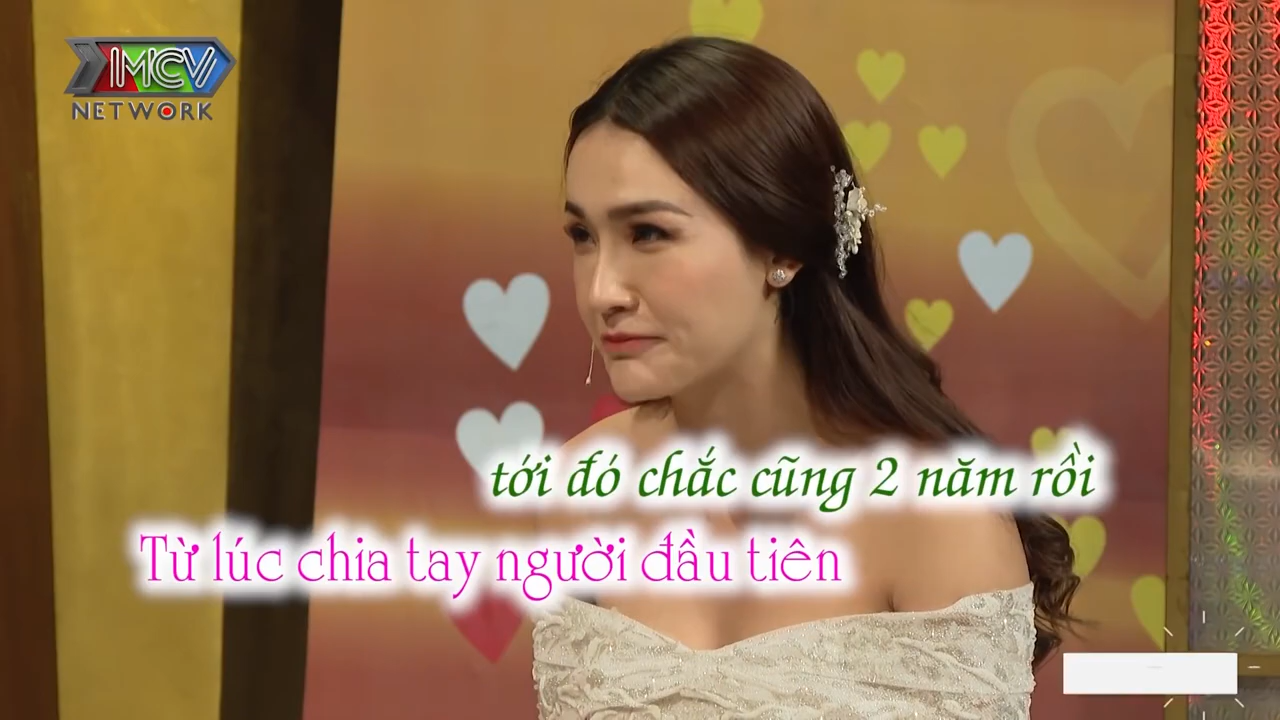 MCV
NETWORK
tới đó chắc cũng 2 năm rồi
Từ lúc chia tay người đầu tiên